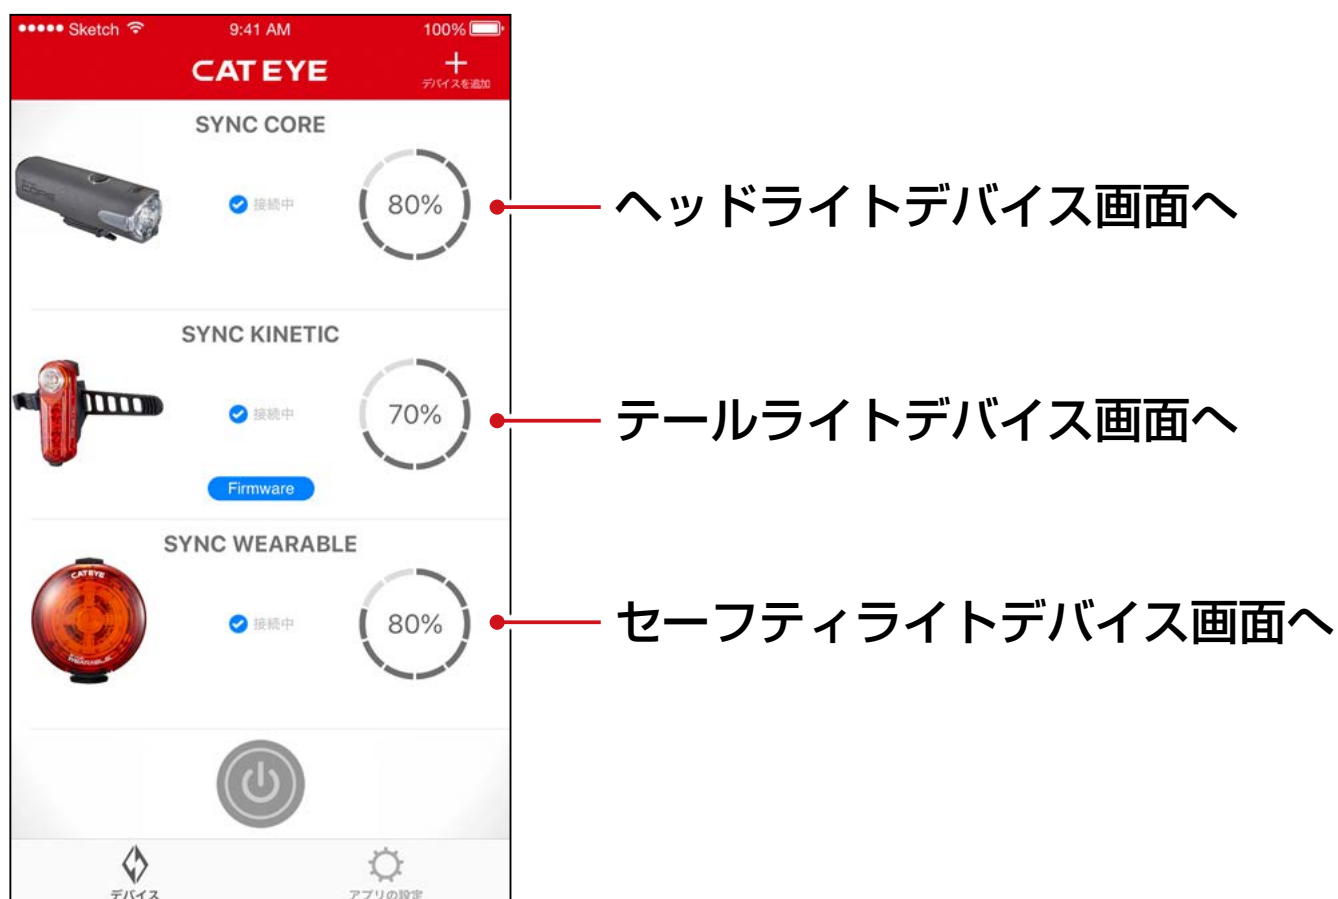 Sketch 9:41 AM 100%
CATEYE
デバイスを追加
SYNC CORE
接続中 80% ヘッドライトデバイス画面へ
SYNC KINETIC
接続中 70% テールライトデバイス画面へ
Firmware
SYNC WEARABLE
CATEYE
WEARABLE
接続中 80% セーフティライトデバイス画面へ
デバイス アプリの設定